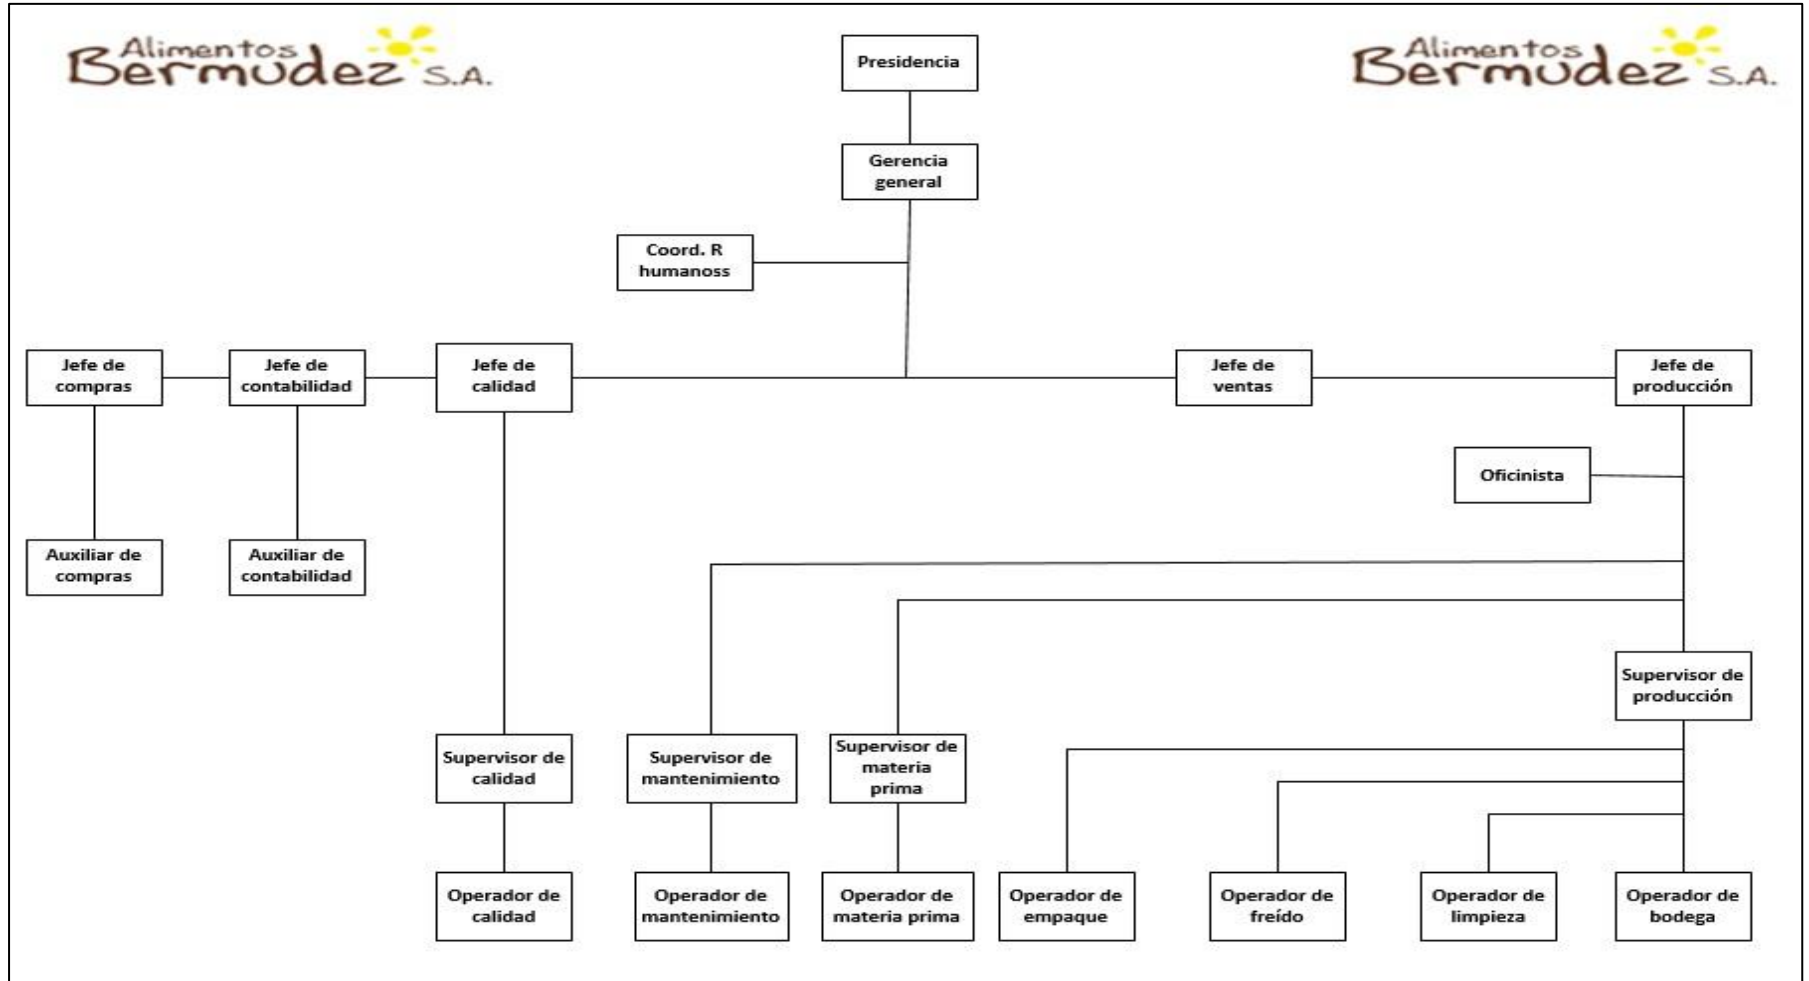 Alimentos
Bermudez S.A.
Alimentos
Bermudez S.A.
Presidencia
Gerencia
general
Coord. R
humanoss
Jefe de
compras
Jefe de
contabilidad
Jefe de
calidad
Jefe de
ventas
Jefe de
producción
Oficinista
Auxiliar de
compras
Auxiliar de
contabilidad
Supervisor de
producción
Supervisor de
calidad
Supervisor de
mantenimiento
Supervisor de
materia
prima
Operador de
calidad
Operador de
mantenimiento
Operador de
materia prima
Operador de
empaque
Operador de
freído
Operador de
limpieza
Operador de
bodega